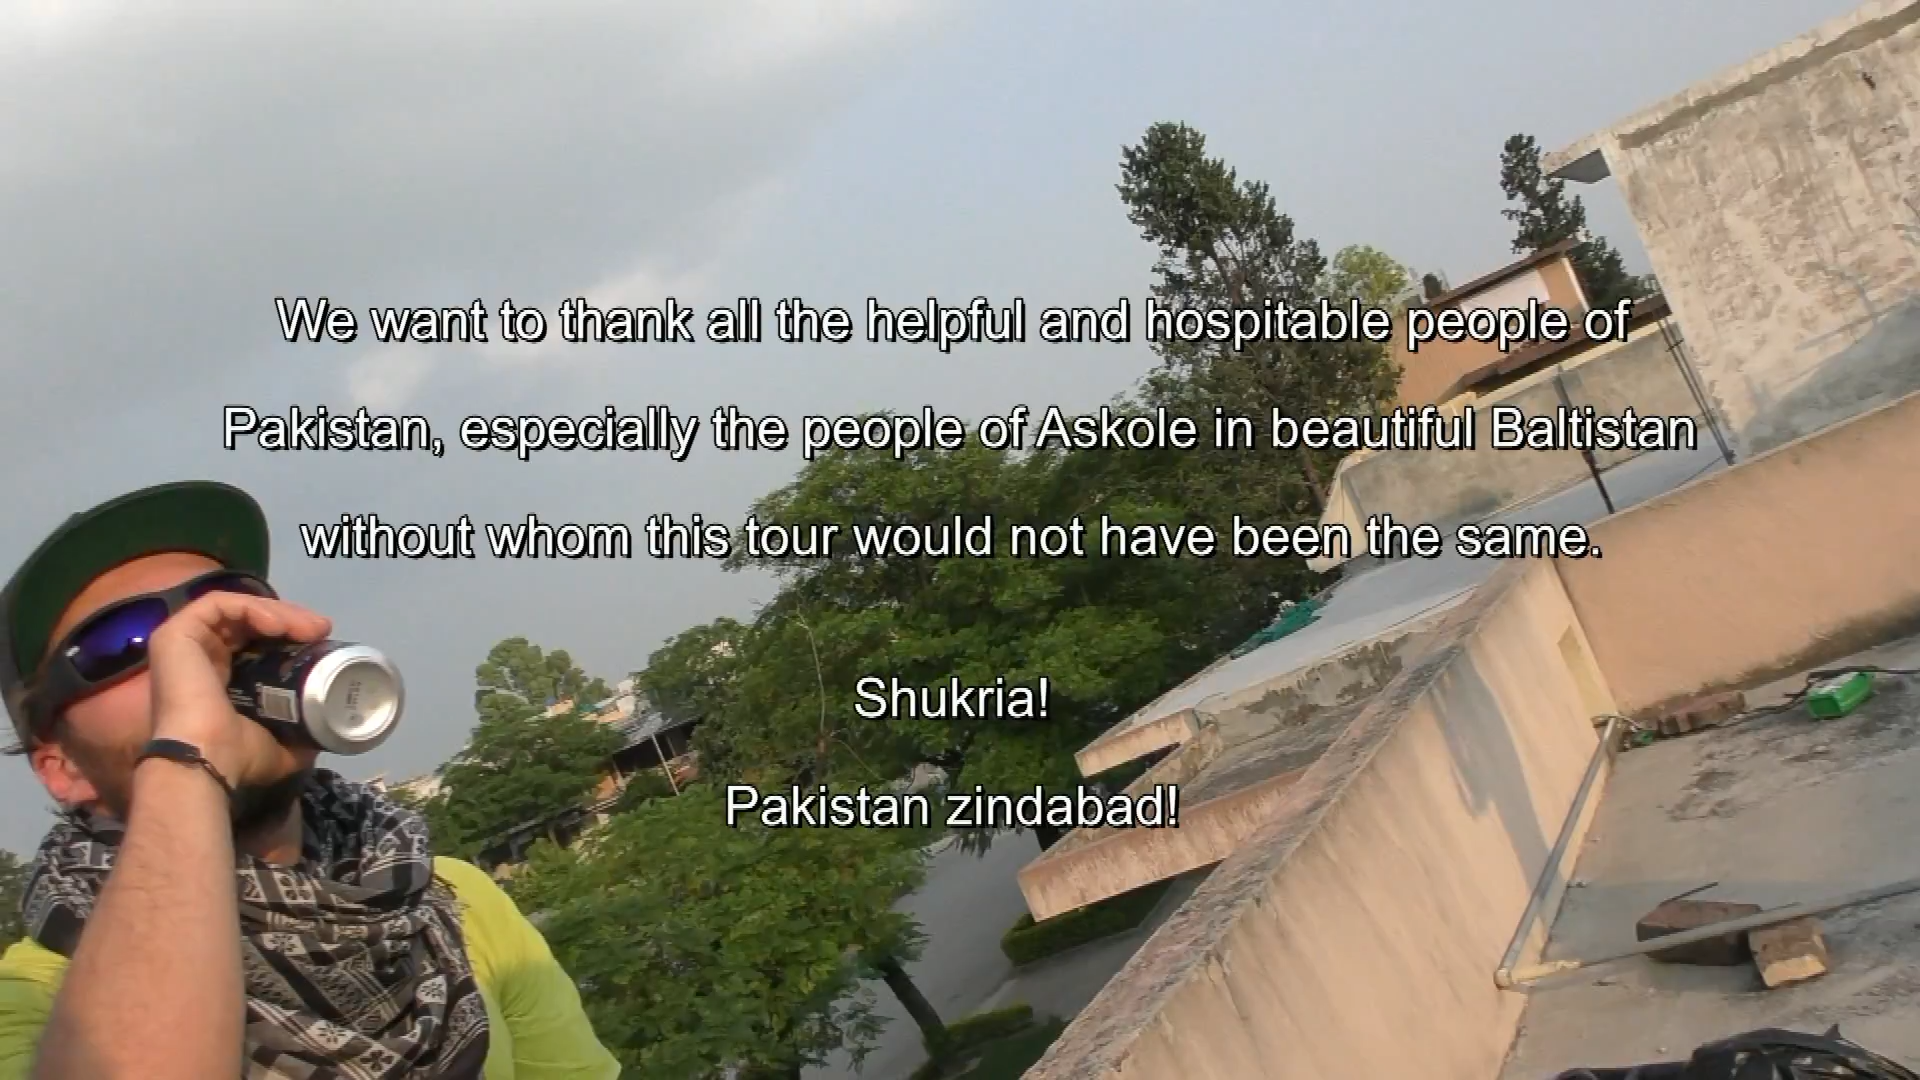 We want to thank all the helpful and hospitable people of
Pakistan, especially the people of Askole in beautiful Baltistan
without whom this tour would not have been the same.
Shukria!
Pakistan zindabad!